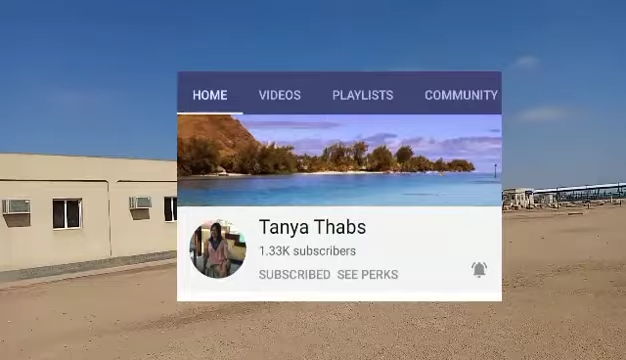 HOME VIDEOS PLAYLISTS COMMUNITY
Tanya Thabs
1.33K subscribers
SUBSCRIBED SEE PERKS